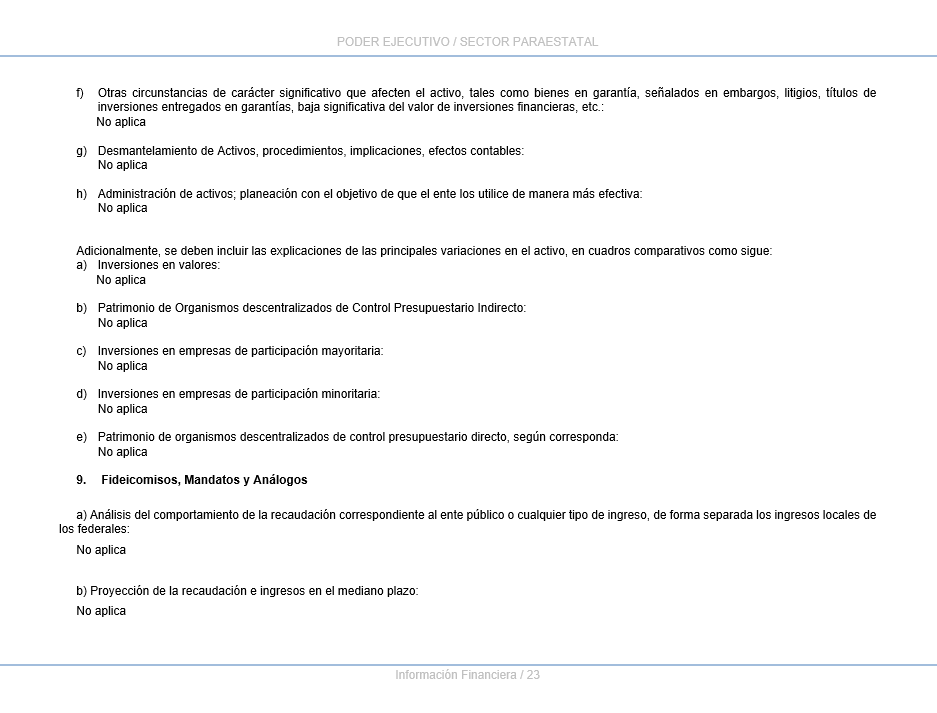 PODER EJECUTIVO / SECTOR PARAESTATAL
f) Otras circunstancias de carácter significativo que afecten el activo, tales como bienes en garantía, señalados en embargos, litigios, títulos de
inversiones entregados en garantías, baja significativa del valor de inversiones financieras, etc.:
No aplica
g) Desmantelamiento de Activos, procedimientos, implicaciones, efectos contables:
No aplica
h) Administración de activos; planeación con el objetivo de que el ente los utilice de manera más efectiva:
No aplica
Adicionalmente, se deben incluir las explicaciones de las principales variaciones en el activo, en cuadros comparativos como sigue:
a) Inversiones en valores:
No aplica
b) Patrimonio de Organismos descentralizados de Control Presupuestario Indirecto:
No aplica
c) Inversiones en empresas de participación mayoritaria:
No aplica
d) Inversiones en empresas de participación minoritaria:
No aplica
e) Patrimonio de organismos descentralizados de control presupuestario directo, según corresponda:
No aplica
9. Fideicomisos, Mandatos y Análogos
a) Análisis del comportamiento de la recaudación correspondiente al ente público o cualquier tipo de ingreso, de forma separada los ingresos locales de
los federales:
No aplica
b) Proyección de la recaudación e ingresos en el mediano plazo:
No aplica
Información Financiera / 23